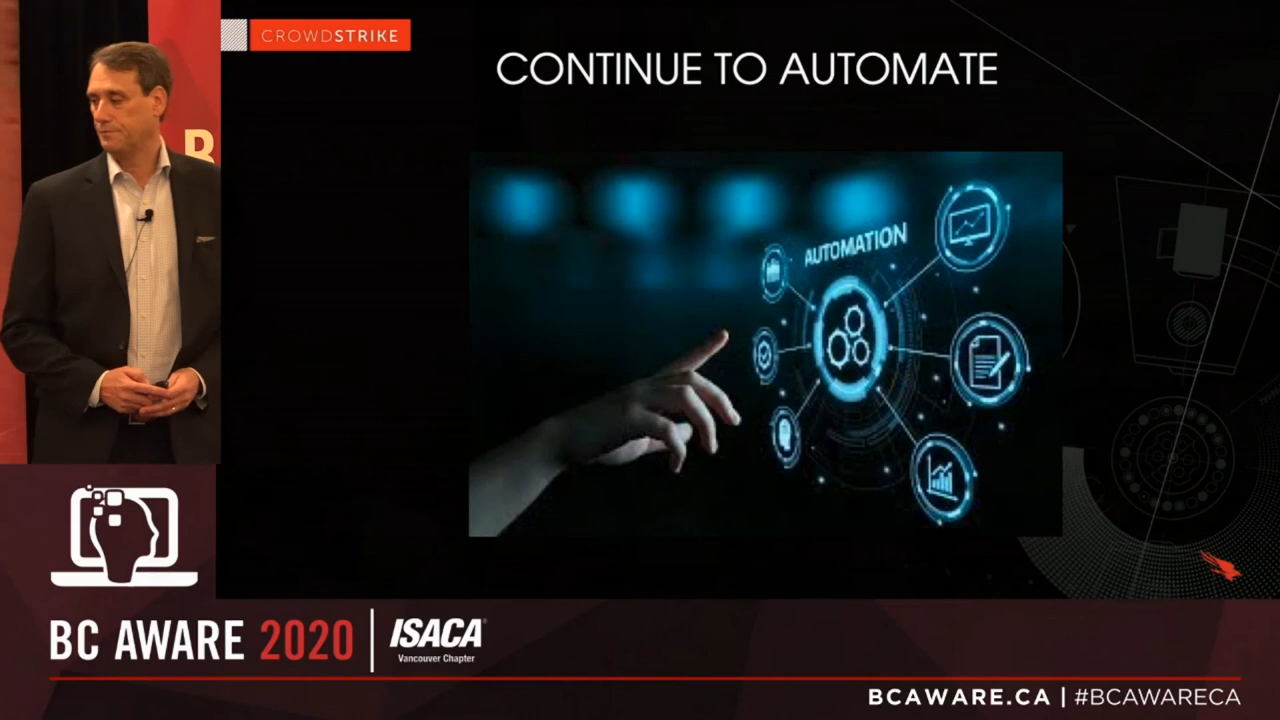 CROWDSTRIKE
CONTINUE TO AUTOMATE
B
AUTOMATION
BC AWARE 2020
ISACA
Vancouver Chapter
BCAWARE.CA | #BCAWARECA